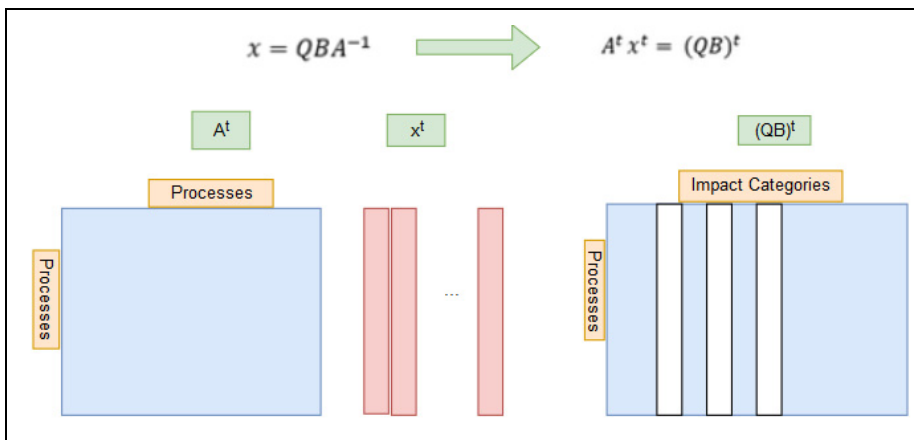 x = QBA⁻¹
Aᵗ xᵗ = (QB)ᵗ
Aᵗ
xᵗ
(QB)ᵗ
Processes
Processes
...
Impact Categories
Processes